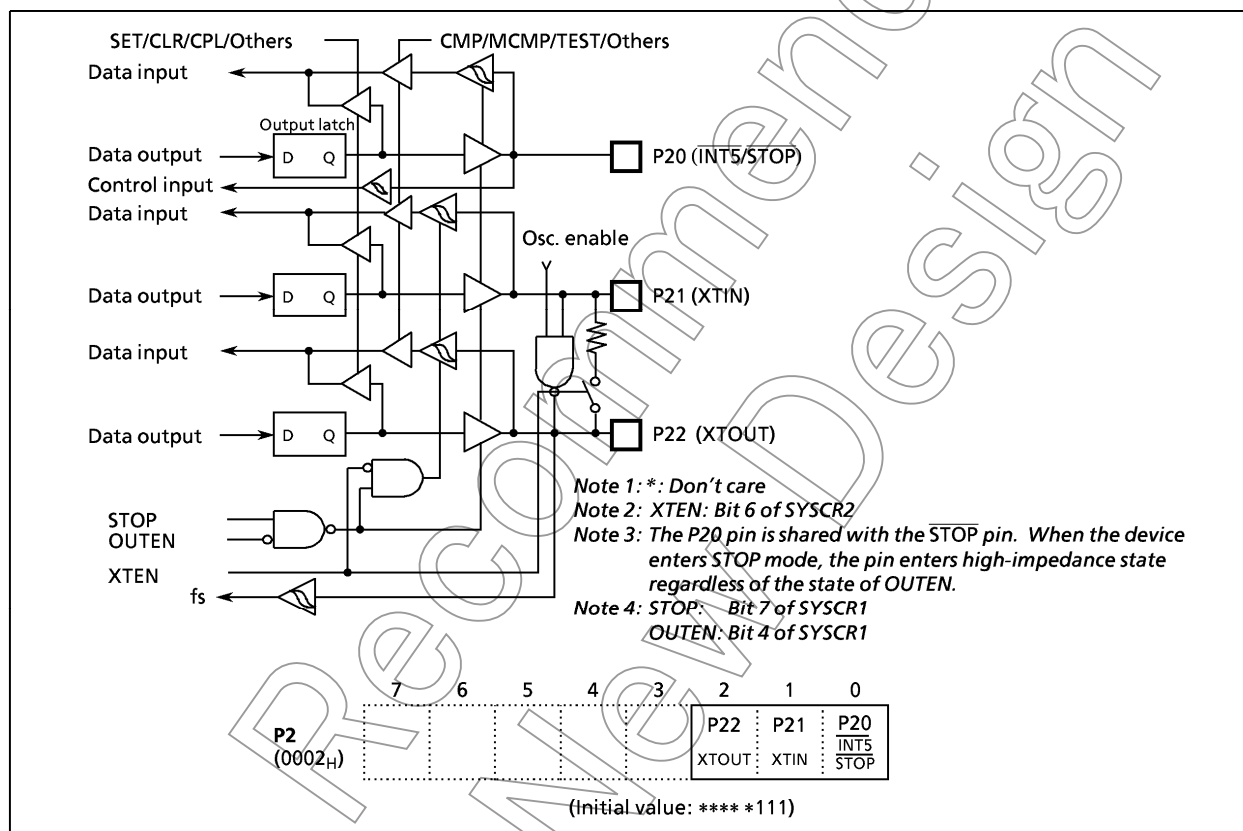 SET/CLR/CPL/Others
CMP/MCMP/TEST/Others
Data input
Output latch
Data output
D Q
P20 (INT5/STOP)
Control input
Data input
Osc. enable
Data output
D Q
P21 (XTIN)
Data input
Data output
D Q
P22 (XTOUT)
STOP
OUTEN
XTEN
fs
Note 1: *: Don't care
Note 2: XTEN: Bit 6 of SYSCR2
Note 3: The P20 pin is shared with the STOP pin. When the device
enters STOP mode, the pin enters high-impedance state
regardless of the state of OUTEN.
Note 4: STOP: Bit 7 of SYSCR1
OUTEN: Bit 4 of SYSCR1
7 6 5 4 3 2 1 0
P2
(0002H)
P22
XTOUT
P21
XTIN
P20
INT5
STOP
(Initial value: **** *111)
Recommen
New Design